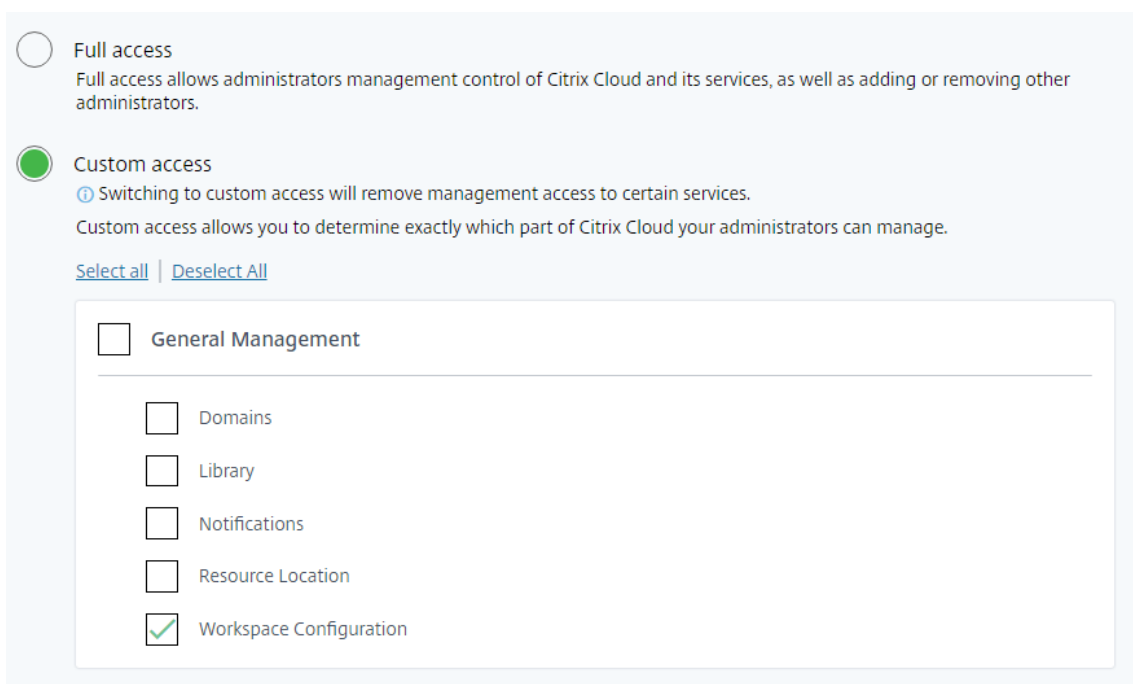 Full access
Full access allows administrators management control of Citrix Cloud and its services, as well as adding or removing other
administrators.
Custom access
Switching to custom access will remove management access to certain services.
Custom access allows you to determine exactly which part of Citrix Cloud your administrators can manage.
Select all | Deselect All
General Management
Domains
Library
Notifications
Resource Location
Workspace Configuration